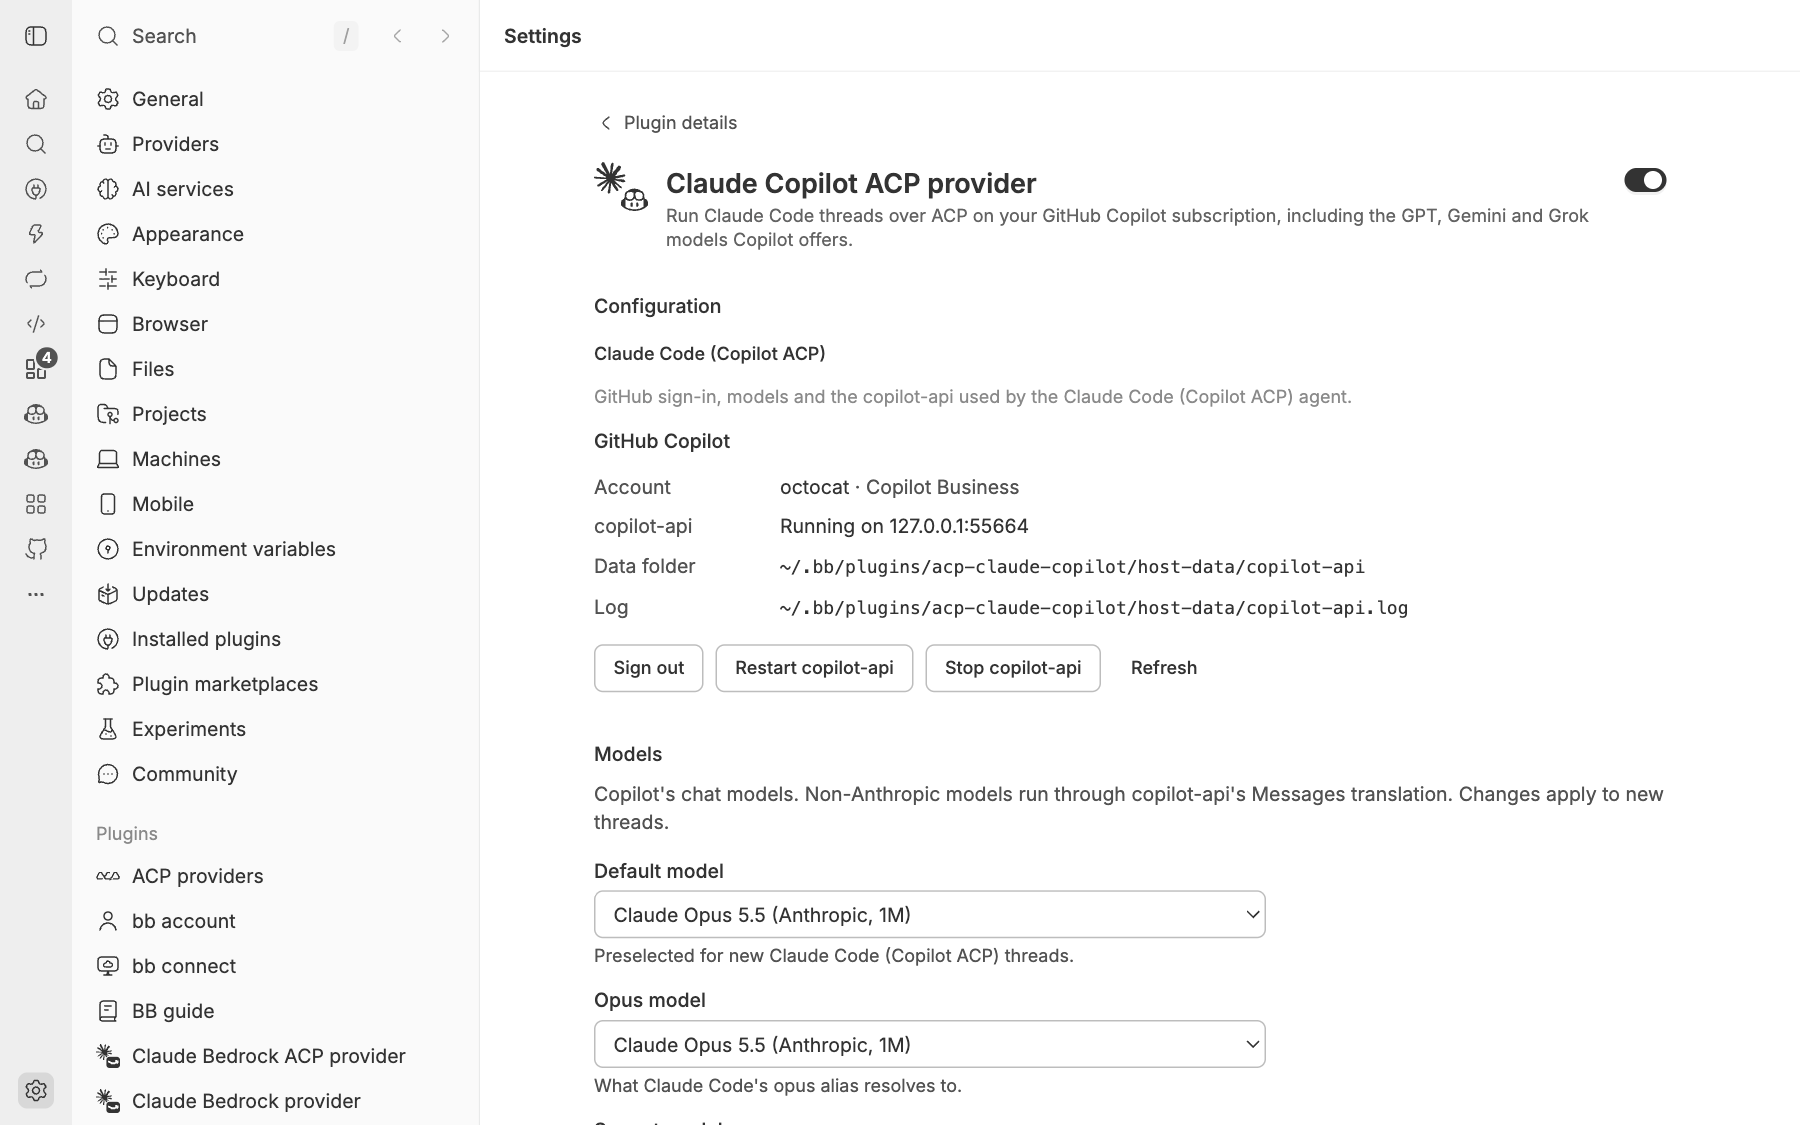 Search
/
General
Providers
AI services
Appearance
Keyboard
Browser
4
Files
Projects
Machines
Mobile
Environment variables
Updates
Installed plugins
Plugin marketplaces
Experiments
Community
Plugins
ACP providers
bb account
bb connect
BB guide
Claude Bedrock ACP provider
Claude Bedrock provider
Settings
Plugin details
Claude Copilot ACP provider
Run Claude Code threads over ACP on your GitHub Copilot subscription, including the GPT, Gemini and Grok
models Copilot offers.
Configuration
Claude Code (Copilot ACP)
GitHub sign-in, models and the copilot-api used by the Claude Code (Copilot ACP) agent.
GitHub Copilot
Account octocat · Copilot Business
copilot-api Running on 127.0.0.1:55664
Data folder ~/.bb/plugins/acp-claude-copilot/host-data/copilot-api
Log ~/.bb/plugins/acp-claude-copilot/host-data/copilot-api.log
Sign out Restart copilot-api Stop copilot-api Refresh
Models
Copilot's chat models. Non-Anthropic models run through copilot-api's Messages translation. Changes apply to new
threads.
Default model
Claude Opus 5.5 (Anthropic, 1M)
Preselected for new Claude Code (Copilot ACP) threads.
Opus model
Claude Opus 5.5 (Anthropic, 1M)
What Claude Code's opus alias resolves to.